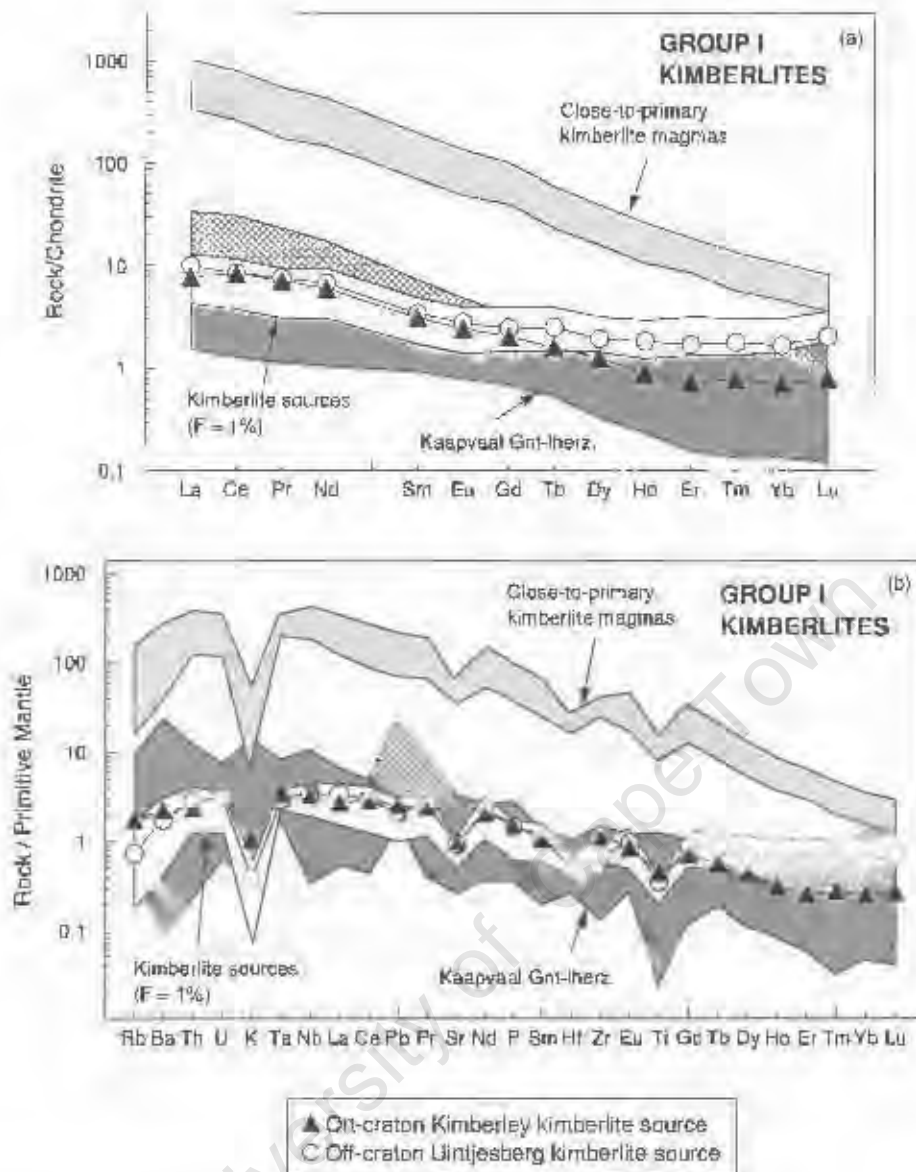 GROUP I (a)
KIMBERLITES
Close-to-primary
kimberlite magmas
1000
100
10
1
0,1
Rock/Chondrite
Kimberlite sources
(F = 1%)
Kaapvaal Gnt-lherz.
La Ce Pr Nd Sm Eu Gd Tb Dy Ho Er Tm Yb Lu
GROUP I (b)
KIMBERLITES
Close-to-primary
kimberlite magmas
1000
100
10
1
0,1
Rock / Primitive Mantle
Kimberlite sources
(F = 1%)
Kaapvaal Gnt-lherz.
Rb Ba Th U K Ta Nb La Ce Pb Pr Sr Nd P Sm Hf Zr Eu Ti Gd Tb Dy Ho Er Tm Yb Lu
On-craton Kimberley kimberlite source
Off-craton Uintjesberg kimberlite source
University of Cape Town